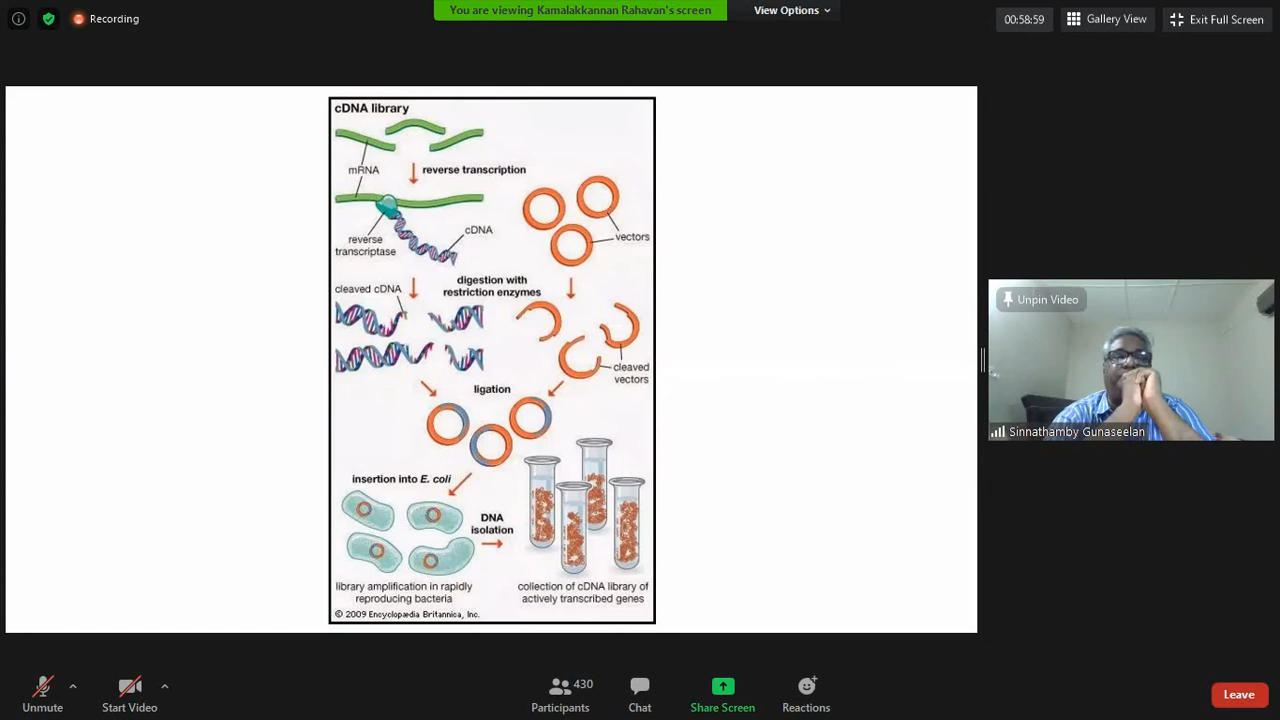 Recording
You are viewing Kamalakkannan Rahavan's screen
View Options
00:58:59
Gallery View
Exit Full Screen
cDNA library
mRNA
reverse transcription
reverse
transcriptase
cDNA
vectors
cleaved cDNA
digestion with
restriction enzymes
cleaved
vectors
ligation
insertion into E. coli
DNA
isolation
library amplification in rapidly
reproducing bacteria
collection of cDNA library of
actively transcribed genes
© 2009 Encyclopædia Britannica, Inc.
Unpin Video
Sinnathamby Gunaseelan
Unmute
Start Video
430
Participants
Chat
Share Screen
Reactions
Leave